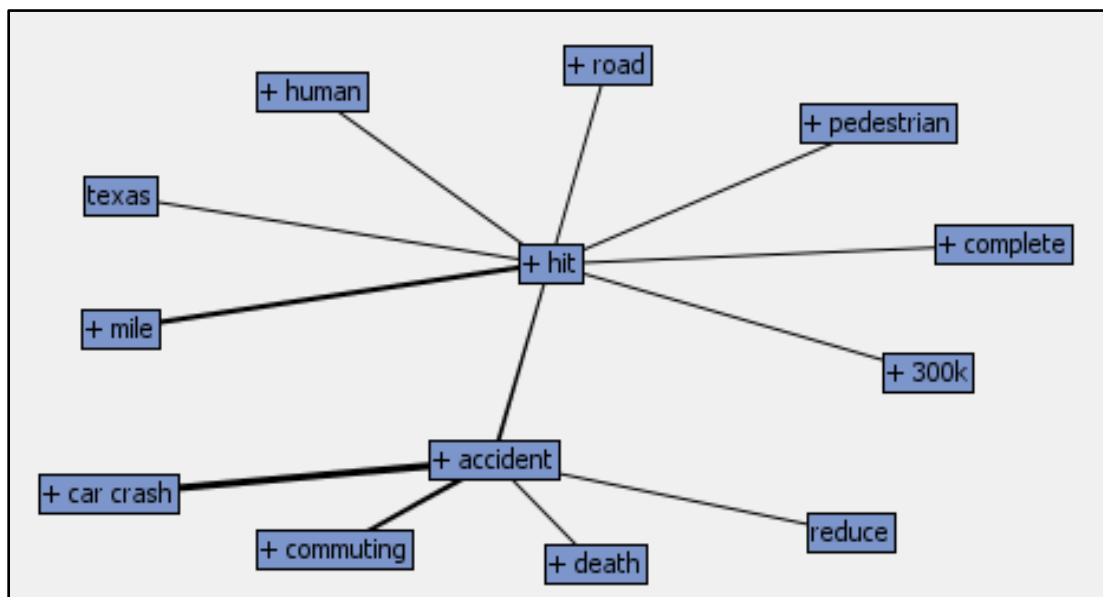 + road
+ human
+ pedestrian
texas
+ complete
+ hit
+ mile
+ 300k
+ accident
+ car crash
reduce
+ commuting
+ death